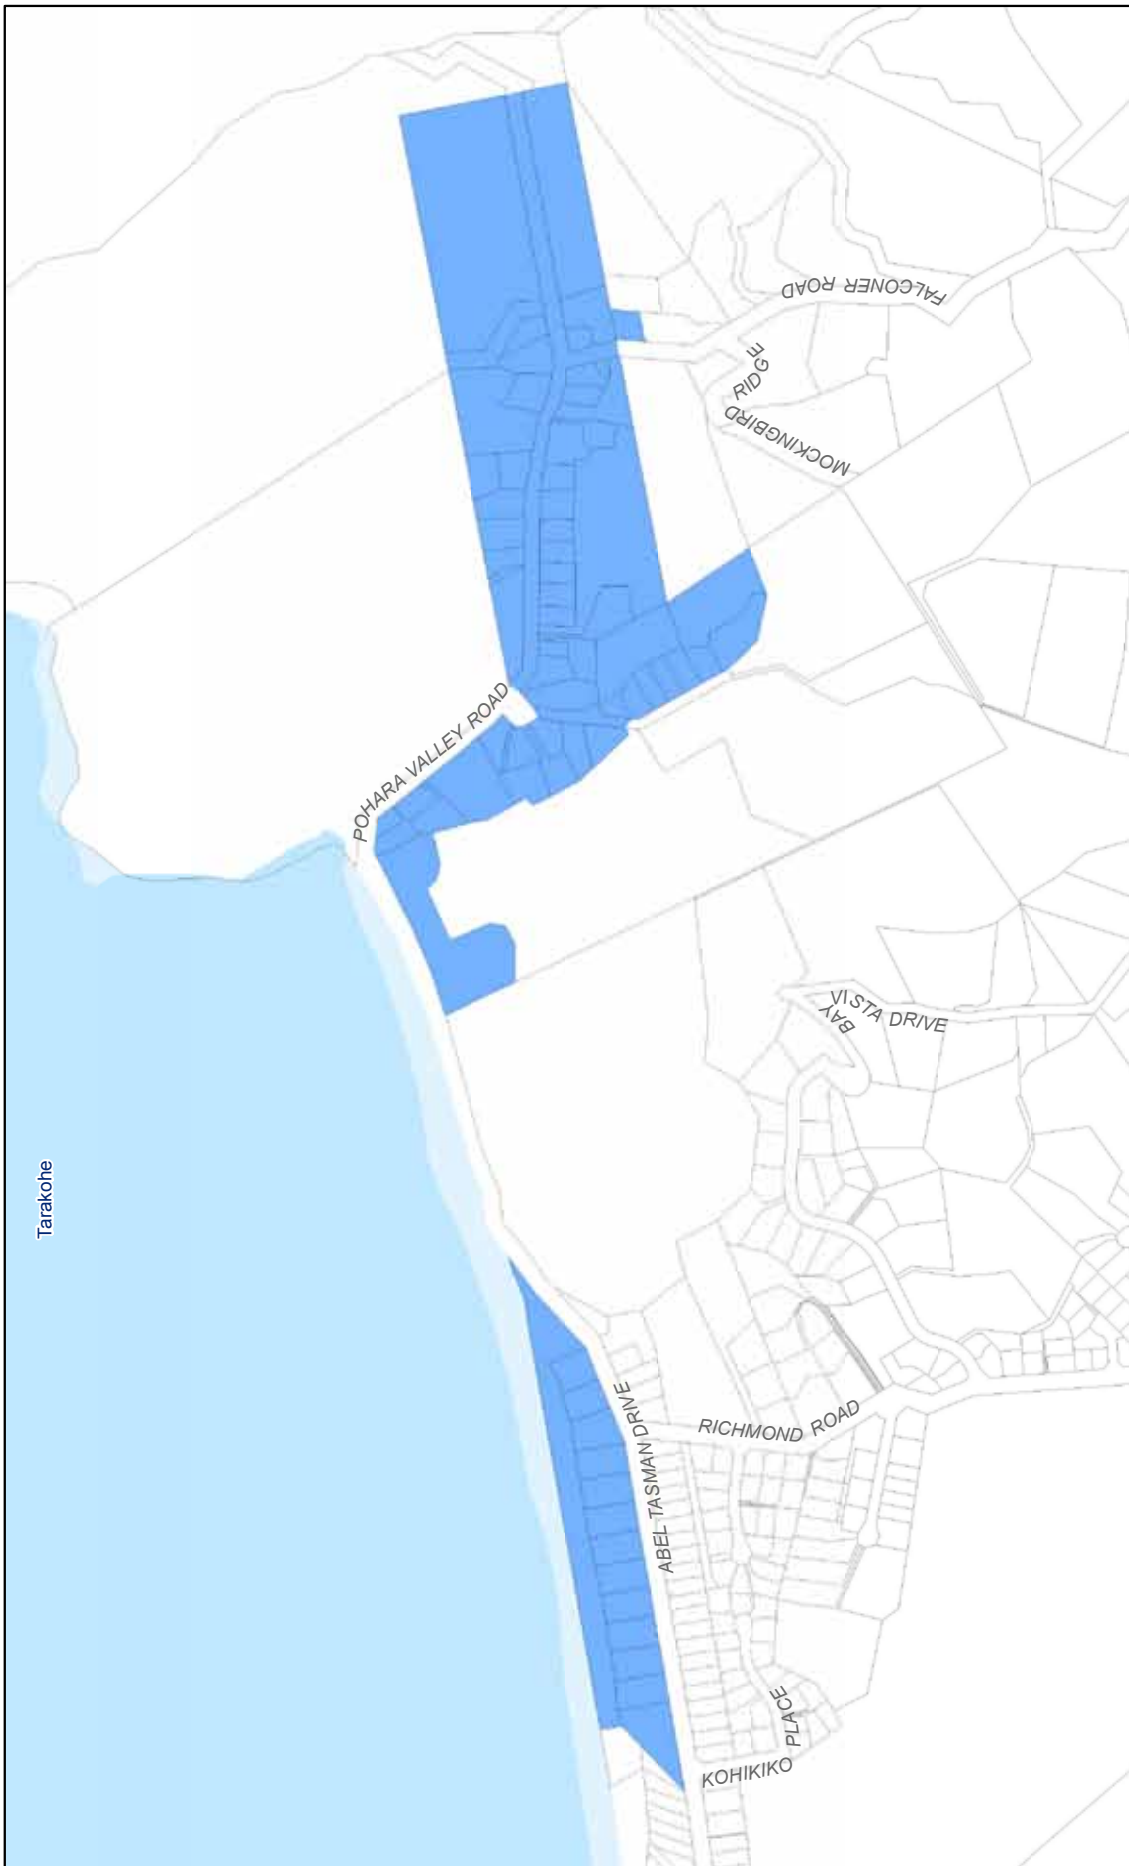 FALCONER ROAD
MOCKINGBIRD RIDGE
POHARA VALLEY ROAD
BAY VISTA DRIVE
Tarakohe
ABEL TASMAN DRIVE
RICHMOND ROAD
KOHIKIKO PLACE